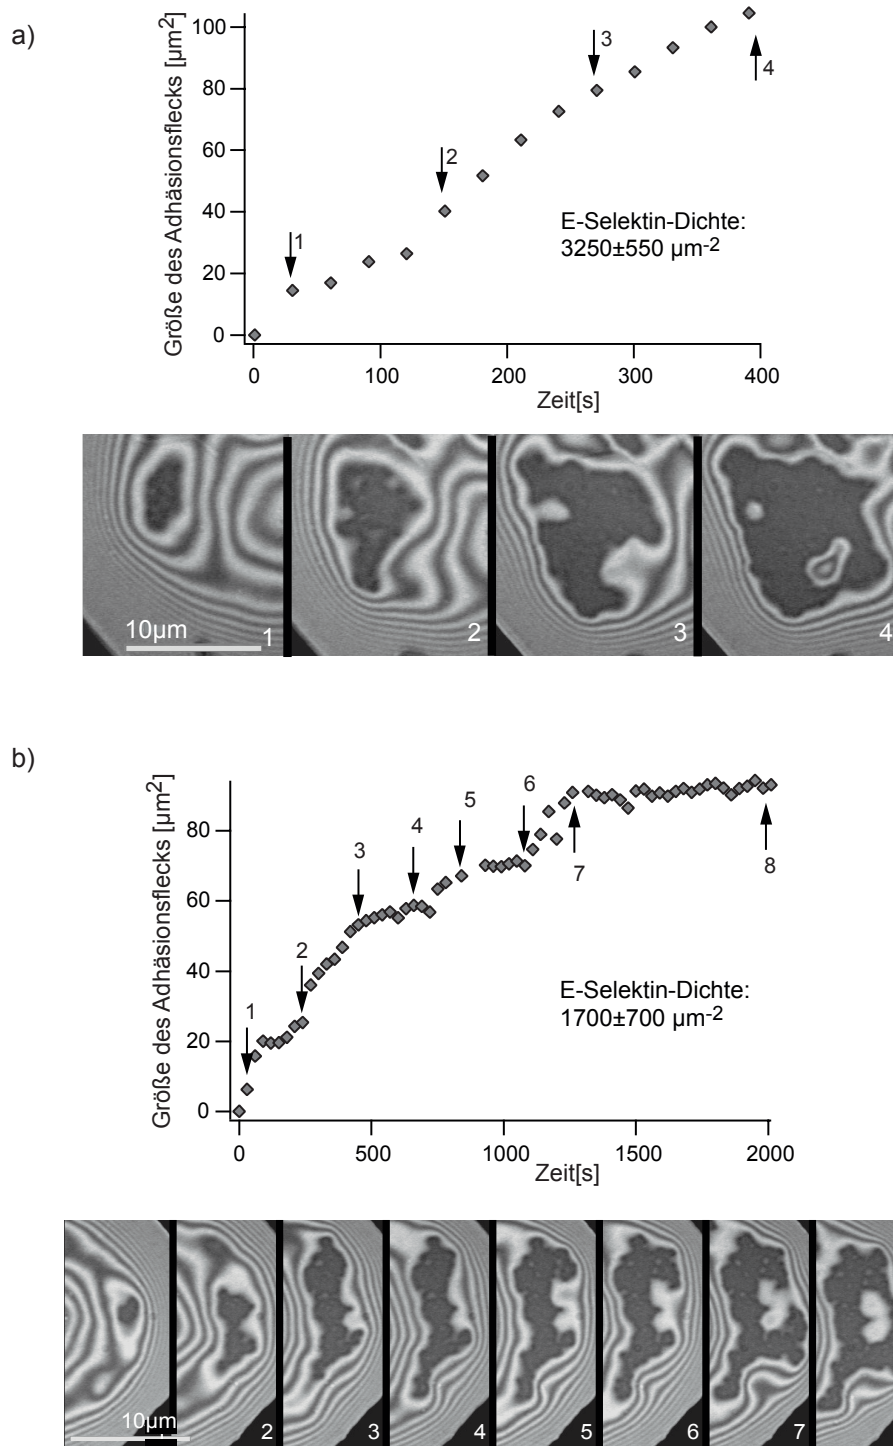 a)
Größe des Adhäsionsflecks [µm2]
100
80
60
40
20
0
1
2
3
4
E-Selektin-Dichte:
3250±550 µm-2
0 100 200 300 400
Zeit[s]
10µm
1 2 3 4
b)
Größe des Adhäsionsflecks [µm2]
80
60
40
20
0
1
2
3
4
5
6
7
8
E-Selektin-Dichte:
1700±700 µm-2
0 500 1000 1500 2000
Zeit[s]
10µm
2 3 4 5 6 7